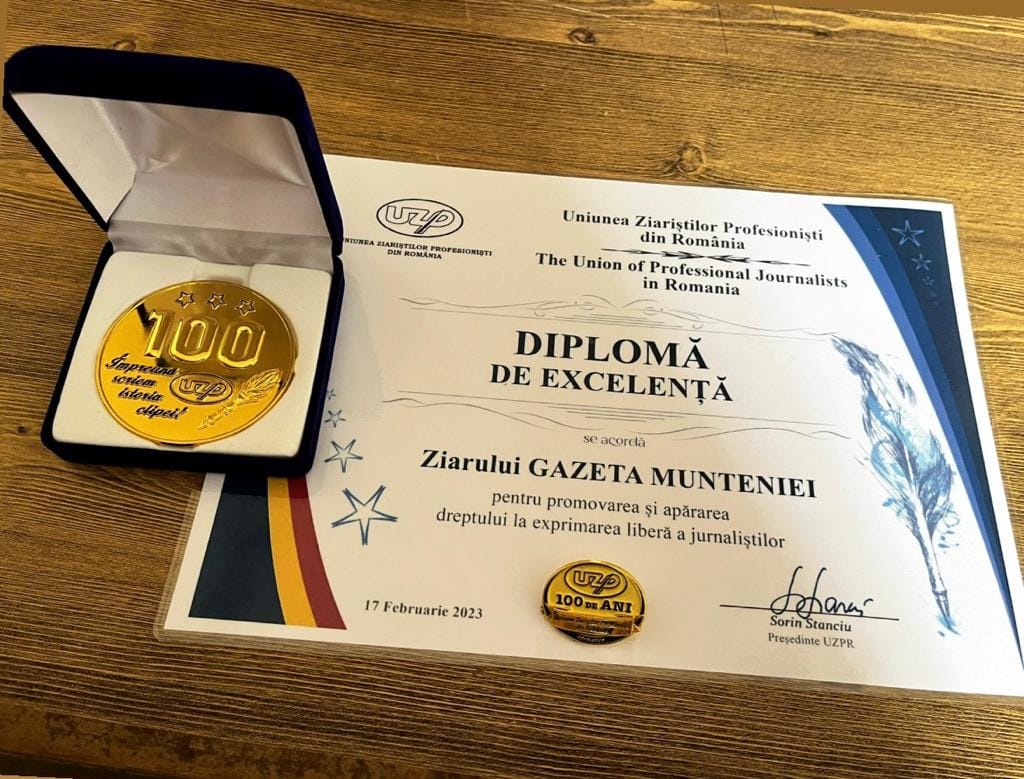 100
Împreună
scriem
istoria
clipei!
UZP
UZP
UNIUNEA ZIARIȘTILOR PROFESIONIȘTI
DIN ROMÂNIA
Uniunea Ziariștilor Profesioniști
din România
The Union of Professional Journalists
in Romania
DIPLOMĂ
DE EXCELENȚĂ
se acordă
Ziarului GAZETA MUNTENIEI
pentru promovarea și apărarea
dreptului la exprimarea liberă a jurnaliștilor
17 Februarie 2023
UZP
100 DE ANI
Sorin Stanciu
Președinte UZPR